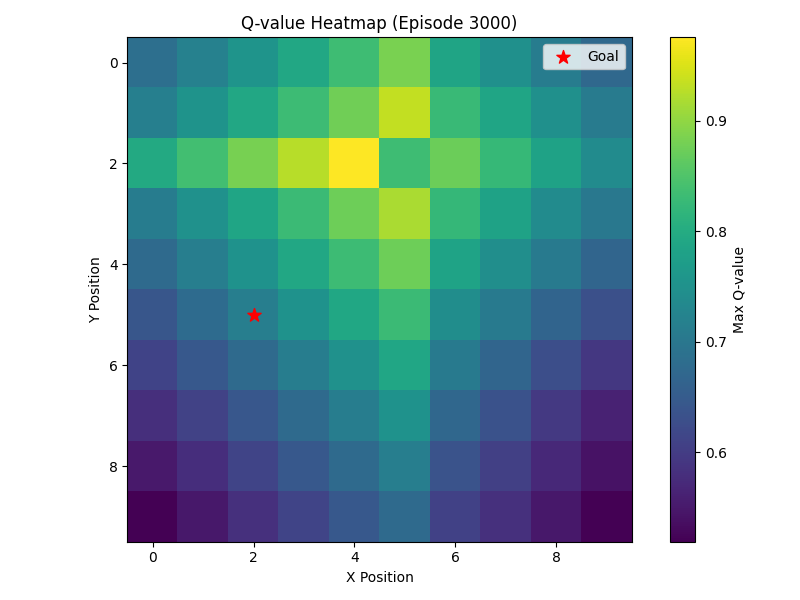 Q-value Heatmap (Episode 3000)
Goal
0
2
4
6
8
Y Position
0 2 4 6 8
X Position
0.9
0.8
0.7
0.6
Max Q-value